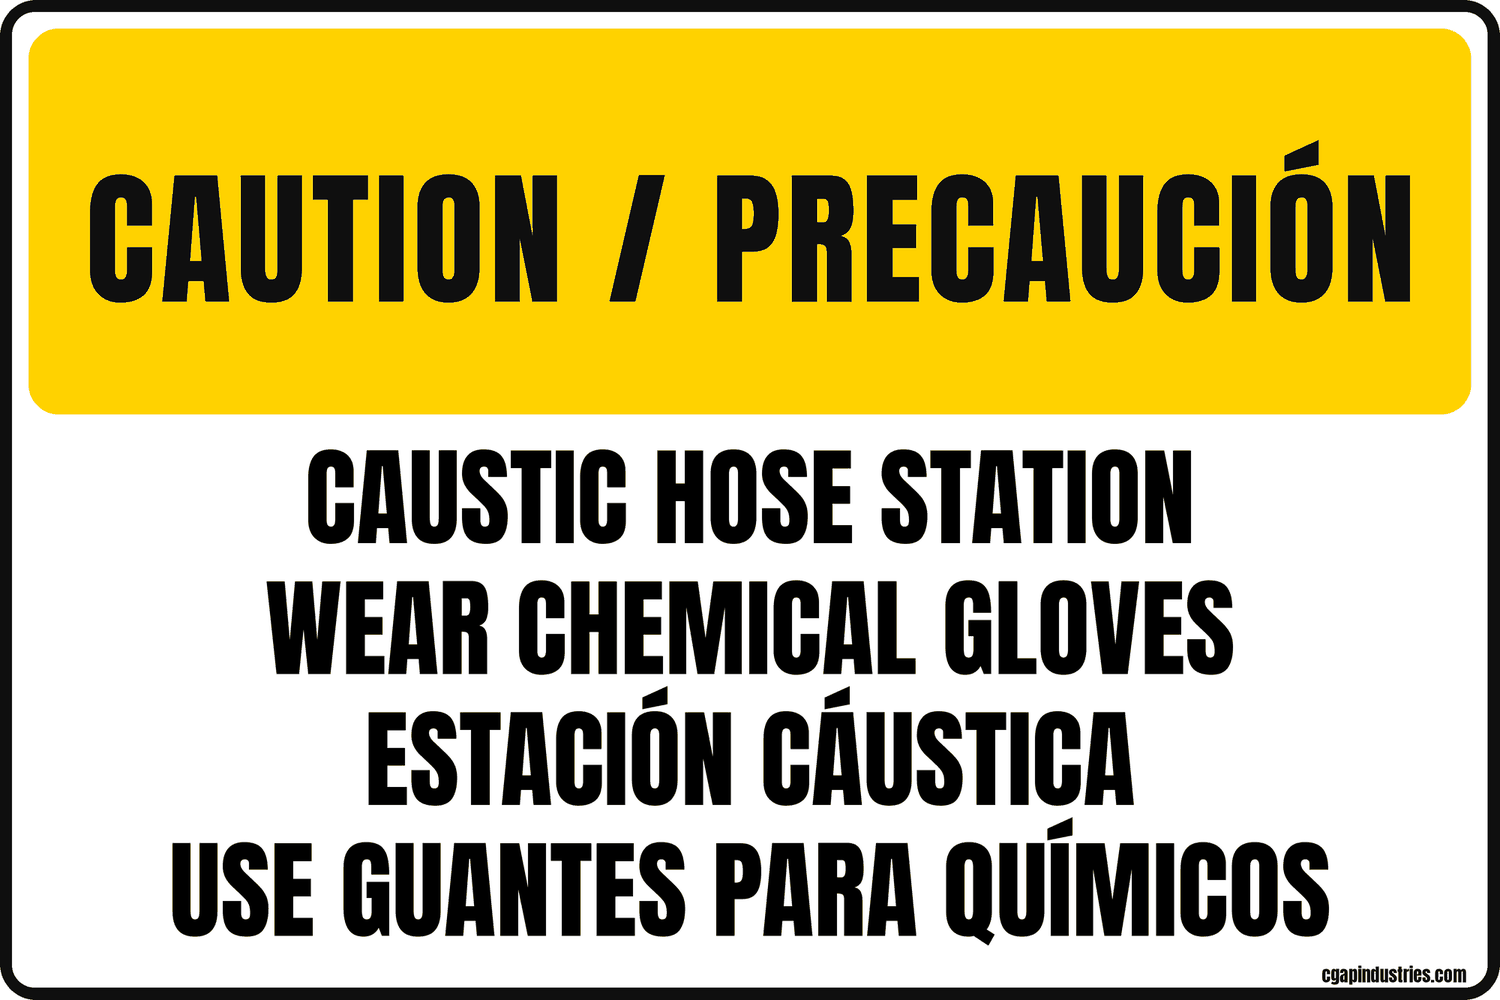 CAUTION / PRECAUCIÓN
CAUSTIC HOSE STATION
WEAR CHEMICAL GLOVES
ESTACIÓN CÁUSTICA
USE GUANTES PARA QUÍMICOS
cgapindustries.com